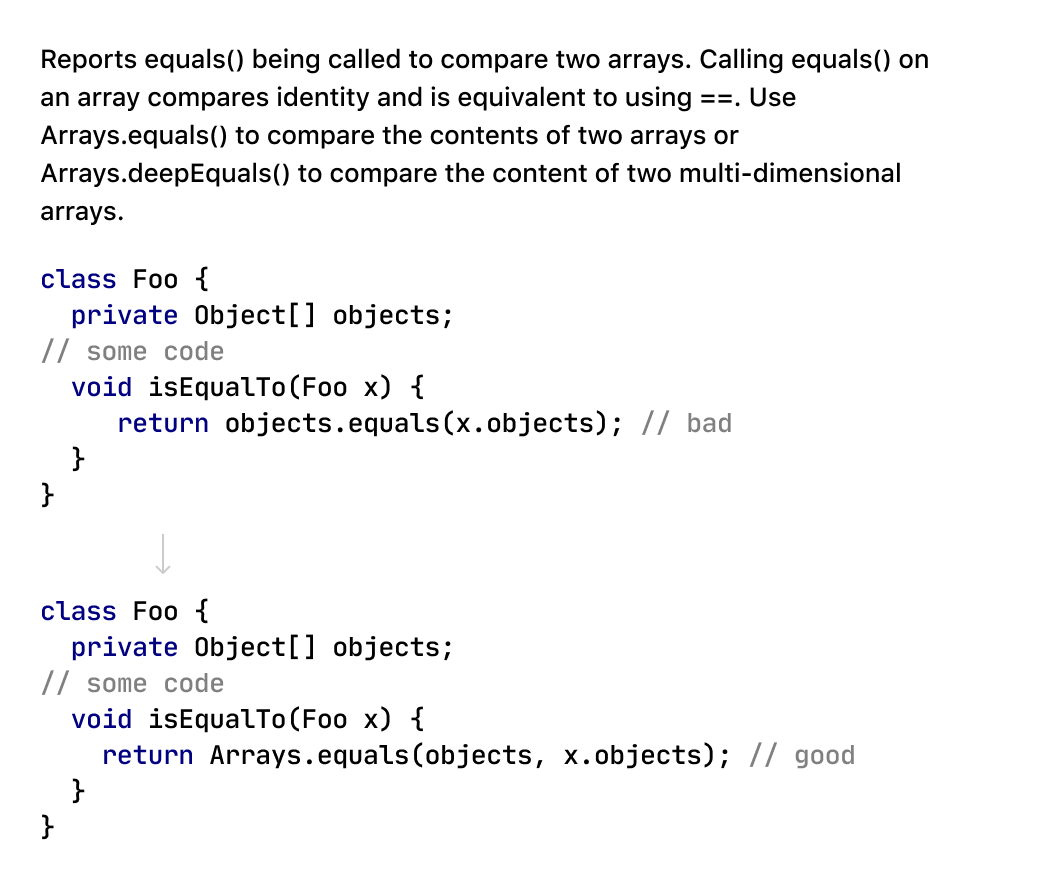 Reports equals() being called to compare two arrays. Calling equals() on
an array compares identity and is equivalent to using ==. Use
Arrays.equals() to compare the contents of two arrays or
Arrays.deepEquals() to compare the content of two multi-dimensional
arrays.
class Foo {
  private Object[] objects;
// some code
  void isEqualTo(Foo x) {
     return objects.equals(x.objects); // bad
  }
}
class Foo {
  private Object[] objects;
// some code
  void isEqualTo(Foo x) {
    return Arrays.equals(objects, x.objects); // good
  }
}